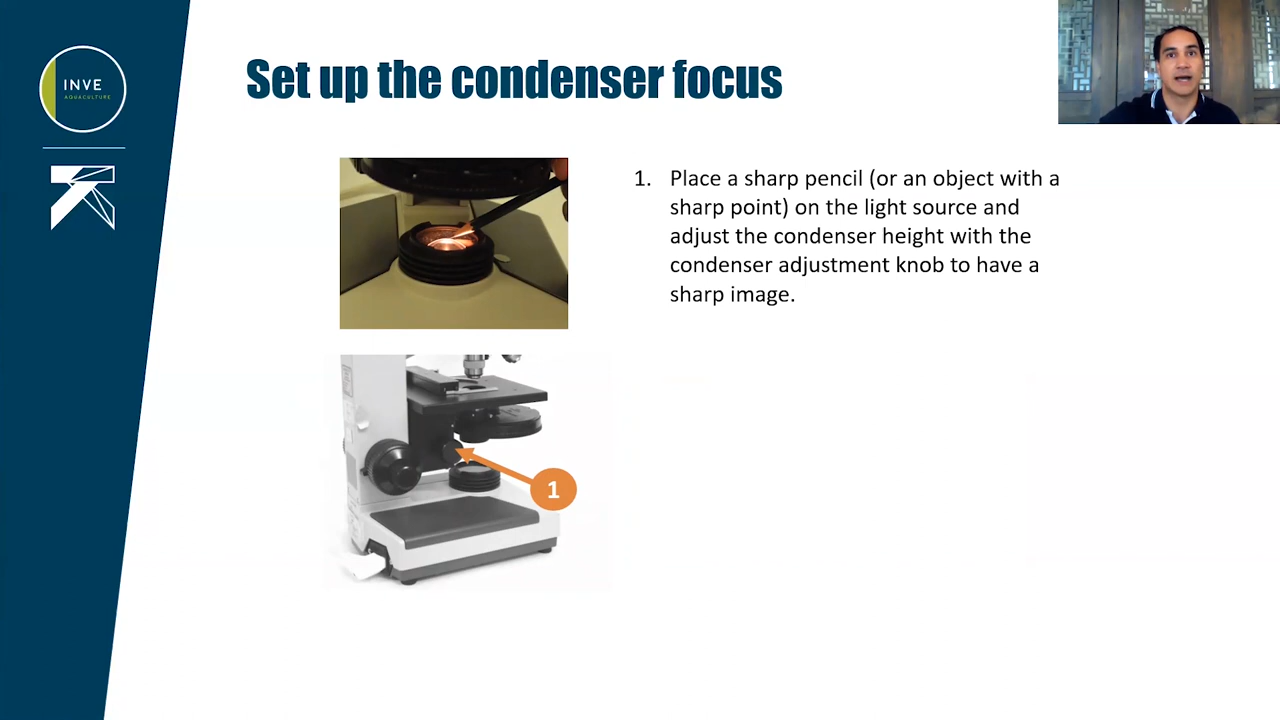 INVE
AQUACULTURE
Set up the condenser focus
1. Place a sharp pencil (or an object with a
sharp point) on the light source and
adjust the condenser height with the
condenser adjustment knob to have a
sharp image.
1